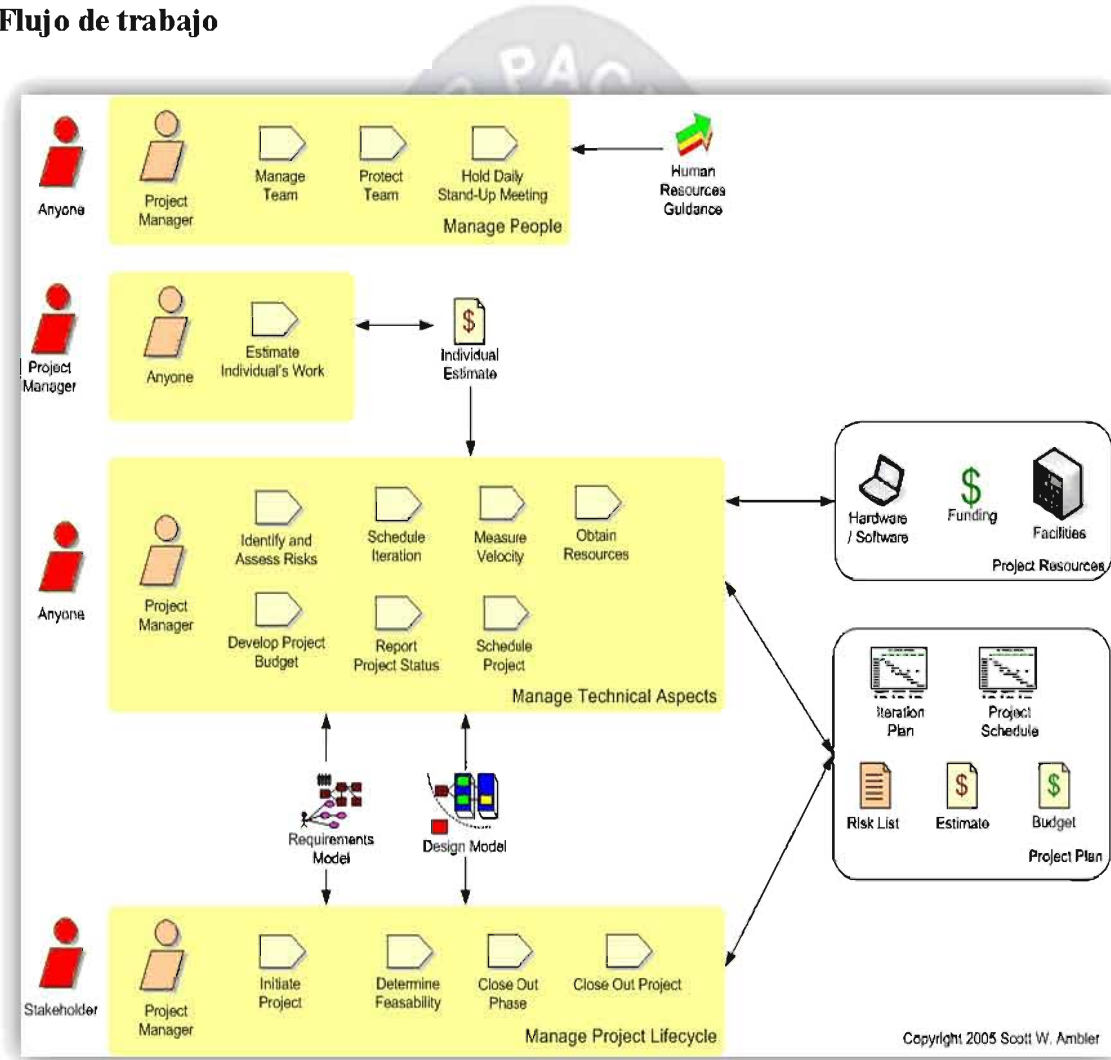 Flujo de trabajo
PAC
Anyone
Project
Manager
Manage
Team
Protect
Team
Hold Daily
Stand-Up Meeting
Manage People
Human
Resources
Guidance
Project
Manager
Anyone
Estimate
Individual's Work
$
Individual
Estimate
Anyone
Project
Manager
Identify and
Assess Risks
Schedule
Iteration
Measure
Velocity
Obtain
Resources
Develop Project
Budget
Report
Project Status
Schedule
Project
Manage Technical Aspects
Hardware
/ Software
$
Funding
Facilities
Project Resources
Iteration
Plan
Project
Schedule
Risk List
$
Estimate
$
Budget
Project Plan
Requirements
Model
Design Model
Stakeholder
Project
Manager
Initiate
Project
Determine
Feasability
Close Out
Phase
Close Out Project
Manage Project Lifecycle
Copyright 2005 Scott W. Ambler